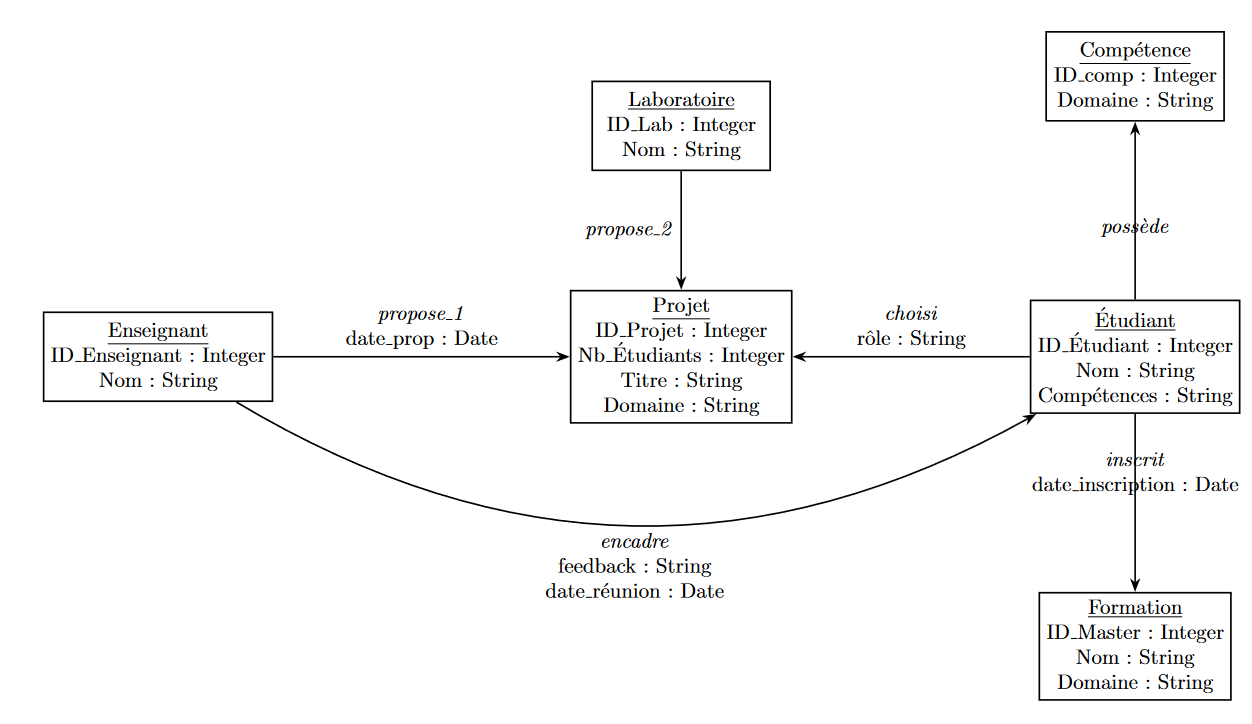 Compétence
ID_comp : Integer
Domaine : String
Laboratoire
ID_Lab : Integer
Nom : String
propose_2
possède
Enseignant
ID_Enseignant : Integer
Nom : String
propose_1
date_prop : Date
Projet
ID_Projet : Integer
Nb_Étudiants : Integer
Titre : String
Domaine : String
choisi
rôle : String
Étudiant
ID_Étudiant : Integer
Nom : String
Compétences : String
inscrit
date_inscription : Date
encadre
feedback : String
date_réunion : Date
Formation
ID_Master : Integer
Nom : String
Domaine : String